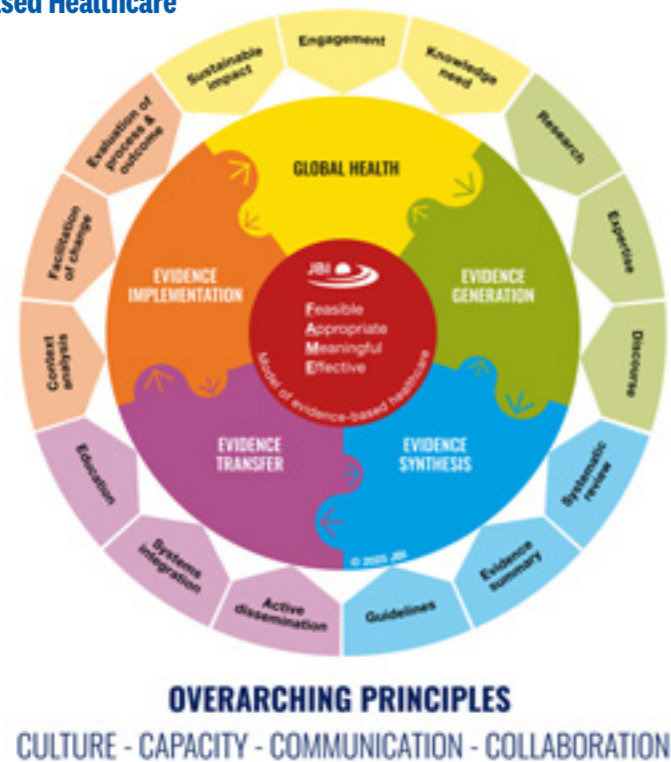 ased Healthcare
Engagement
Knowledge
need
Research
Expertise
Discourse
Systematic
review
Evidence
summary
Guidelines
Active
dissemination
Systems
integration
Education
Context
analysis
Facilitation
of change
Evaluation of
process &
outcome
Sustainable
impact
GLOBAL HEALTH
EVIDENCE
GENERATION
EVIDENCE
SYNTHESIS
EVIDENCE
TRANSFER
EVIDENCE
IMPLEMENTATION
JBI
Feasible
Appropriate
Meaningful
Effective
Model of evidence-based healthcare
© 2025 JBI
OVERARCHING PRINCIPLES
CULTURE - CAPACITY - COMMUNICATION - COLLABORATION